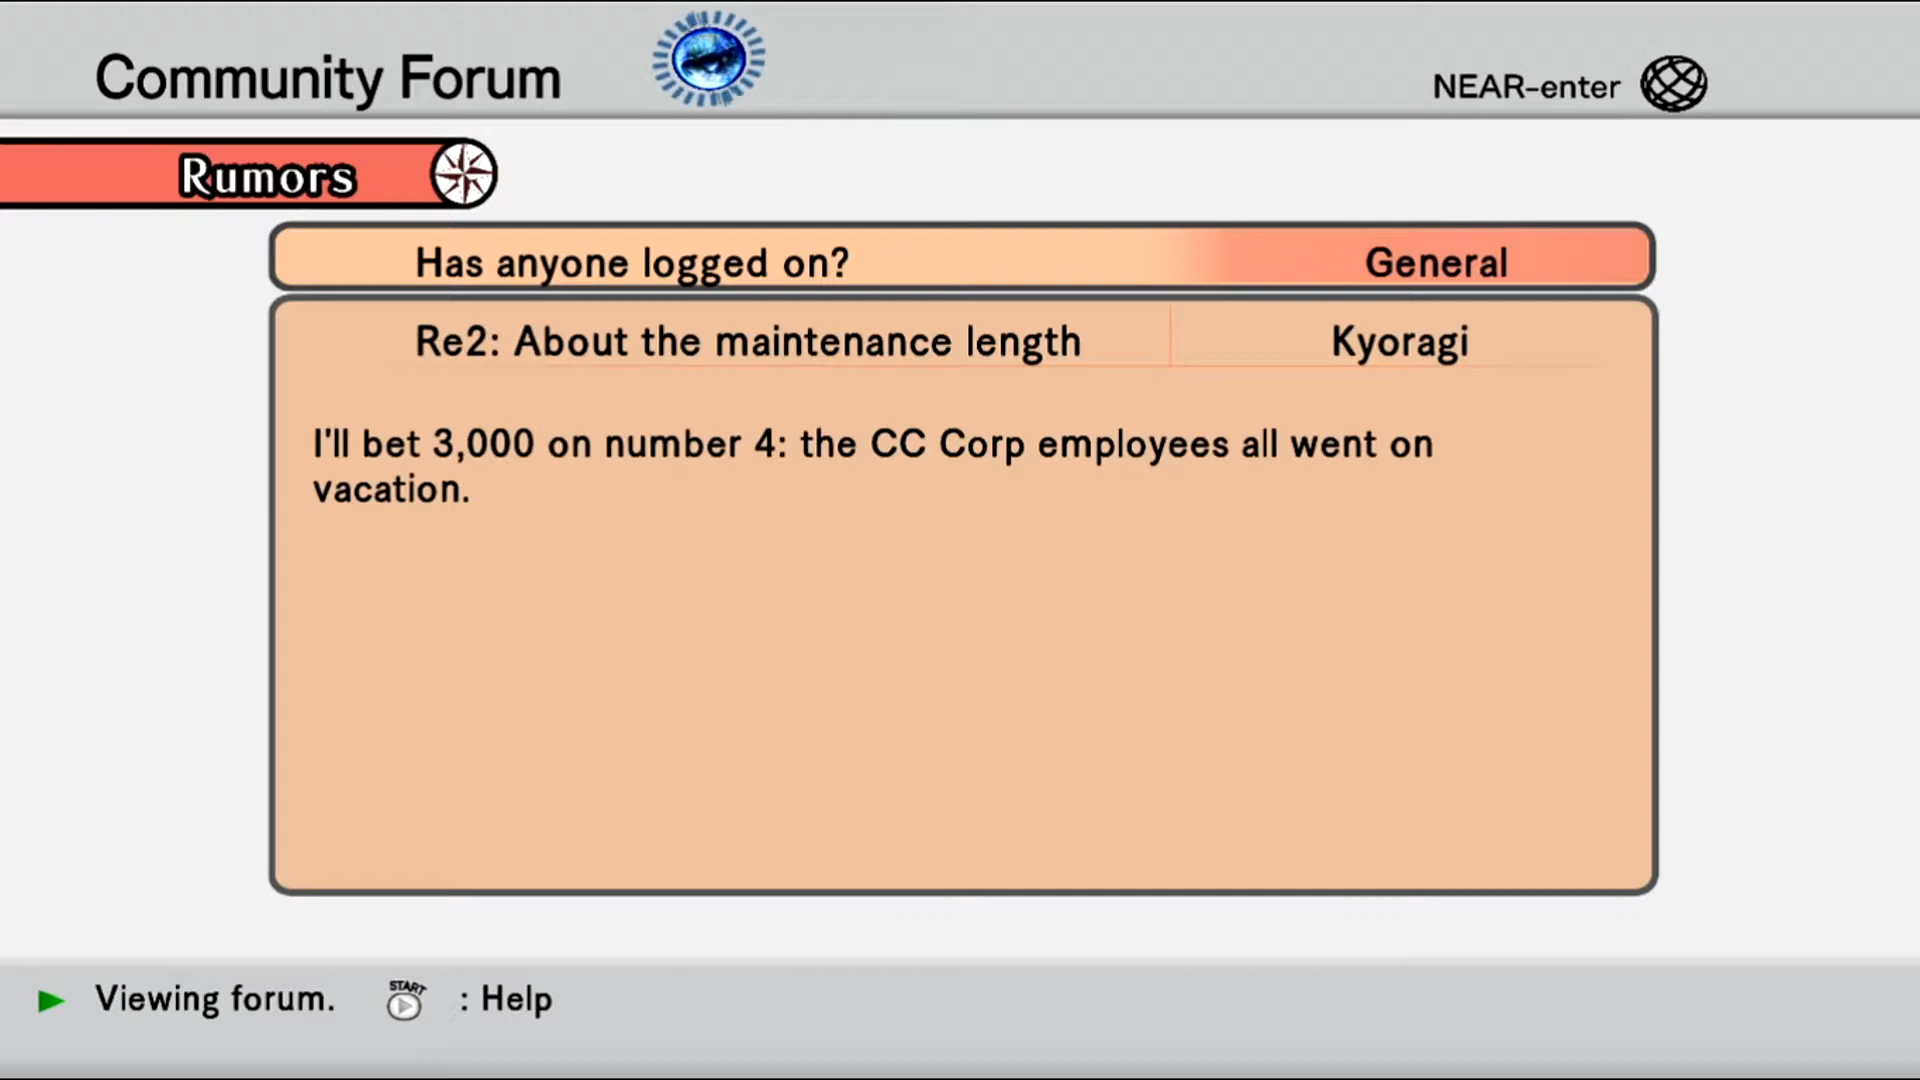 Community Forum
NEAR-enter
Rumors
Has anyone logged on? General
Re2: About the maintenance length Kyoragi
I'll bet 3,000 on number 4: the CC Corp employees all went on
vacation.
Viewing forum. START : Help